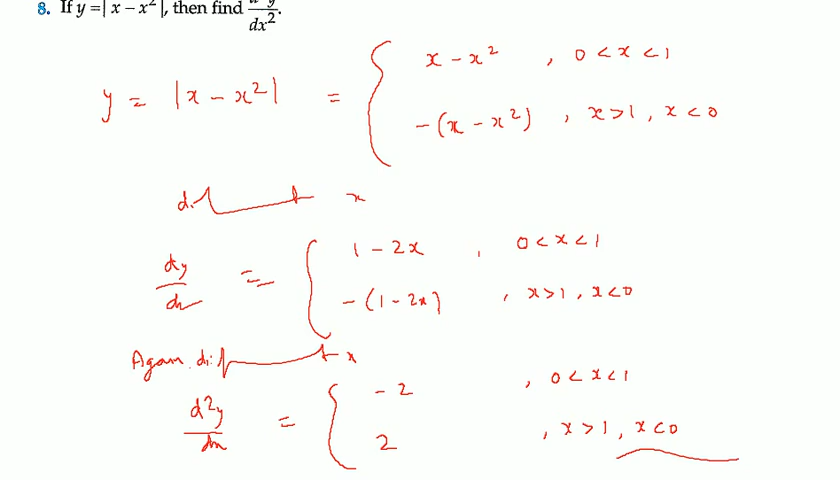 8. If y = | x − x² |, then find d²y/dx².
y = |x − x²| = { x − x² , 0 < x < 1
−(x − x²) , x > 1 , x < 0
x
dy/dx = { 1 − 2x , 0 < x < 1
−(1 − 2x) , x > 1 , x < 0
Again x
d²y/dx = { −2 , 0 < x < 1
2 , x > 1 , x < 0